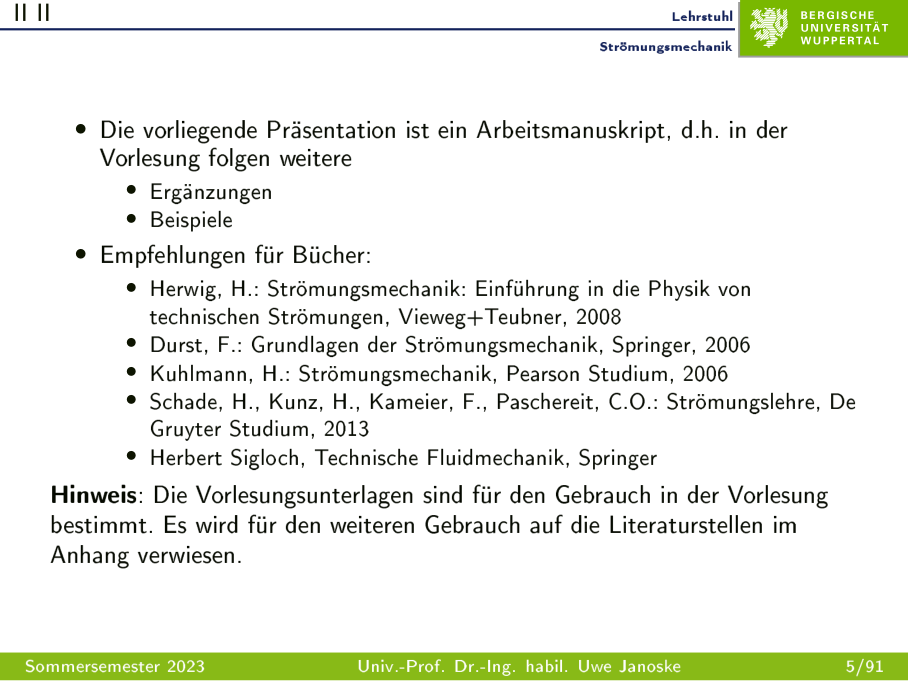 Lehrstuhl
Strömungsmechanik
BERGISCHE
UNIVERSITÄT
WUPPERTAL
• Die vorliegende Präsentation ist ein Arbeitsmanuskript, d.h. in der
Vorlesung folgen weitere
• Ergänzungen
• Beispiele
• Empfehlungen für Bücher:
• Herwig, H.: Strömungsmechanik: Einführung in die Physik von
technischen Strömungen, Vieweg+Teubner, 2008
• Durst, F.: Grundlagen der Strömungsmechanik, Springer, 2006
• Kuhlmann, H.: Strömungsmechanik, Pearson Studium, 2006
• Schade, H., Kunz, H., Kameier, F., Paschereit, C.O.: Strömungslehre, De
Gruyter Studium, 2013
• Herbert Sigloch, Technische Fluidmechanik, Springer
Hinweis: Die Vorlesungsunterlagen sind für den Gebrauch in der Vorlesung
bestimmt. Es wird für den weiteren Gebrauch auf die Literaturstellen im
Anhang verwiesen.
Sommersemester 2023
Univ.-Prof. Dr.-Ing. habil. Uwe Janoske
5/91